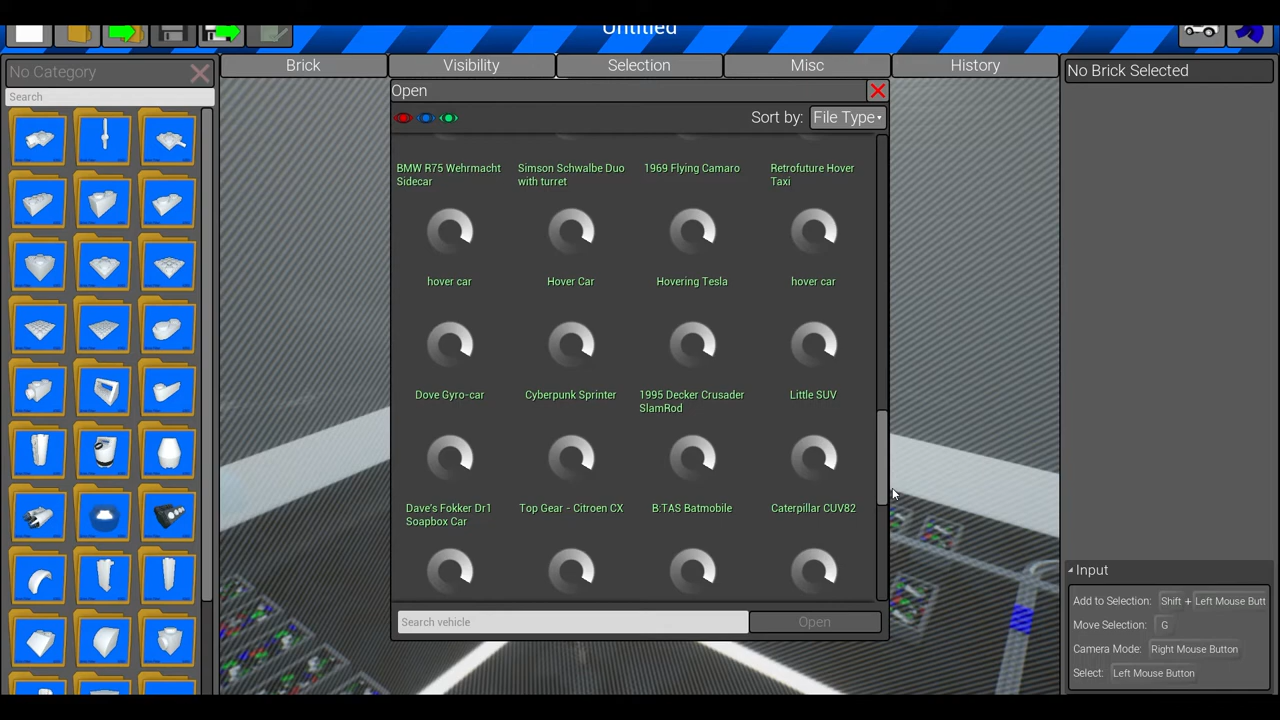 Untitled
No Category
Search
Brick
Visibility
Selection
Misc
History
No Brick Selected
Open
Sort by:
File Type
BMW R75 Wehrmacht
Sidecar
Simson Schwalbe Duo
with turret
1969 Flying Camaro
Retrofuture Hover
Taxi
hover car
Hover Car
Hovering Tesla
hover car
Dove Gyro-car
Cyberpunk Sprinter
1995 Decker Crusader
SlamRod
Little SUV
Dave's Fokker Dr1
Soapbox Car
Top Gear - Citroen CX
B:TAS Batmobile
Caterpillar CUV82
Search vehicle
Open
Input
Add to Selection: Shift + Left Mouse Butt
Move Selection: G
Camera Mode: Right Mouse Button
Select: Left Mouse Button